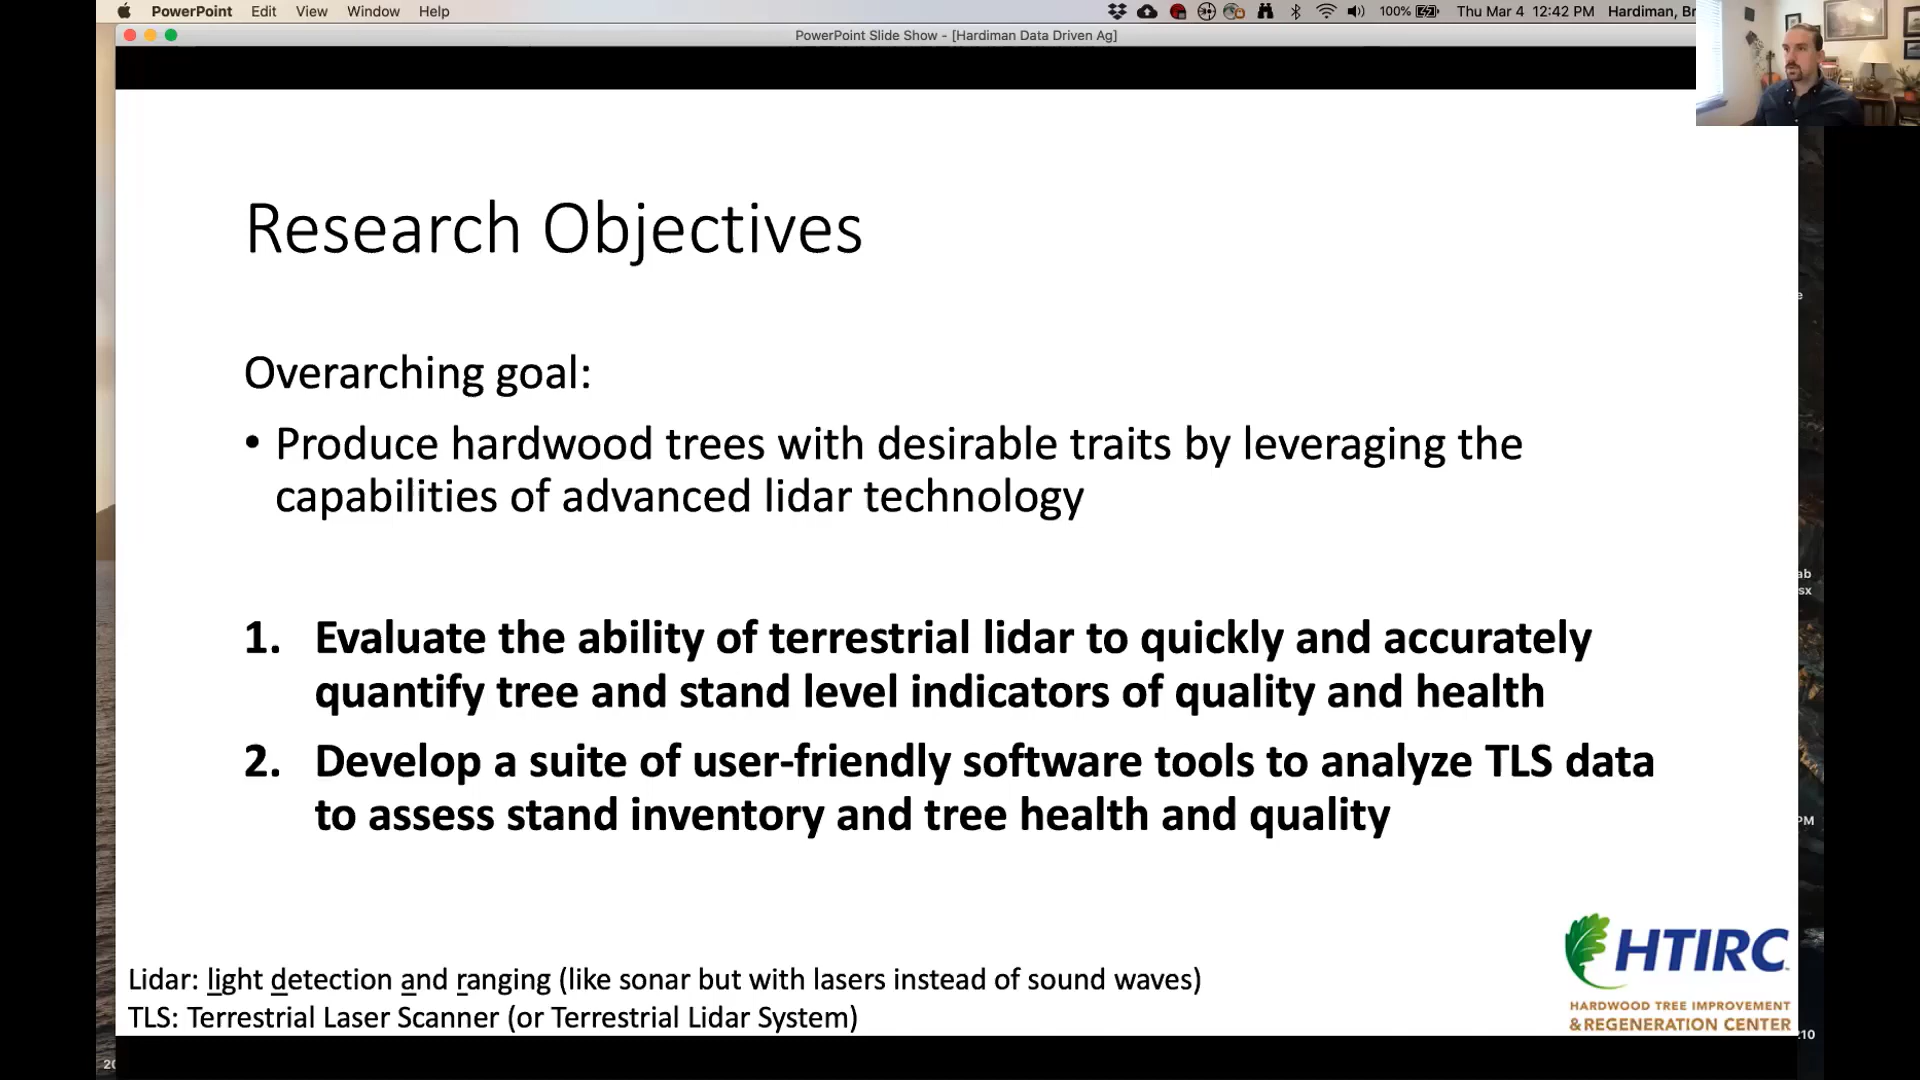 PowerPoint Edit View Window Help 100% Thu Mar 4 12:42 PM Hardiman, Br
PowerPoint Slide Show - [Hardiman Data Driven Ag]
Research Objectives
Overarching goal:
• Produce hardwood trees with desirable traits by leveraging the
capabilities of advanced lidar technology
1. Evaluate the ability of terrestrial lidar to quickly and accurately
quantify tree and stand level indicators of quality and health
2. Develop a suite of user-friendly software tools to analyze TLS data
to assess stand inventory and tree health and quality
HTIRC
HARDWOOD TREE IMPROVEMENT
& REGENERATION CENTER
Lidar: light detection and ranging (like sonar but with lasers instead of sound waves)
TLS: Terrestrial Laser Scanner (or Terrestrial Lidar System)